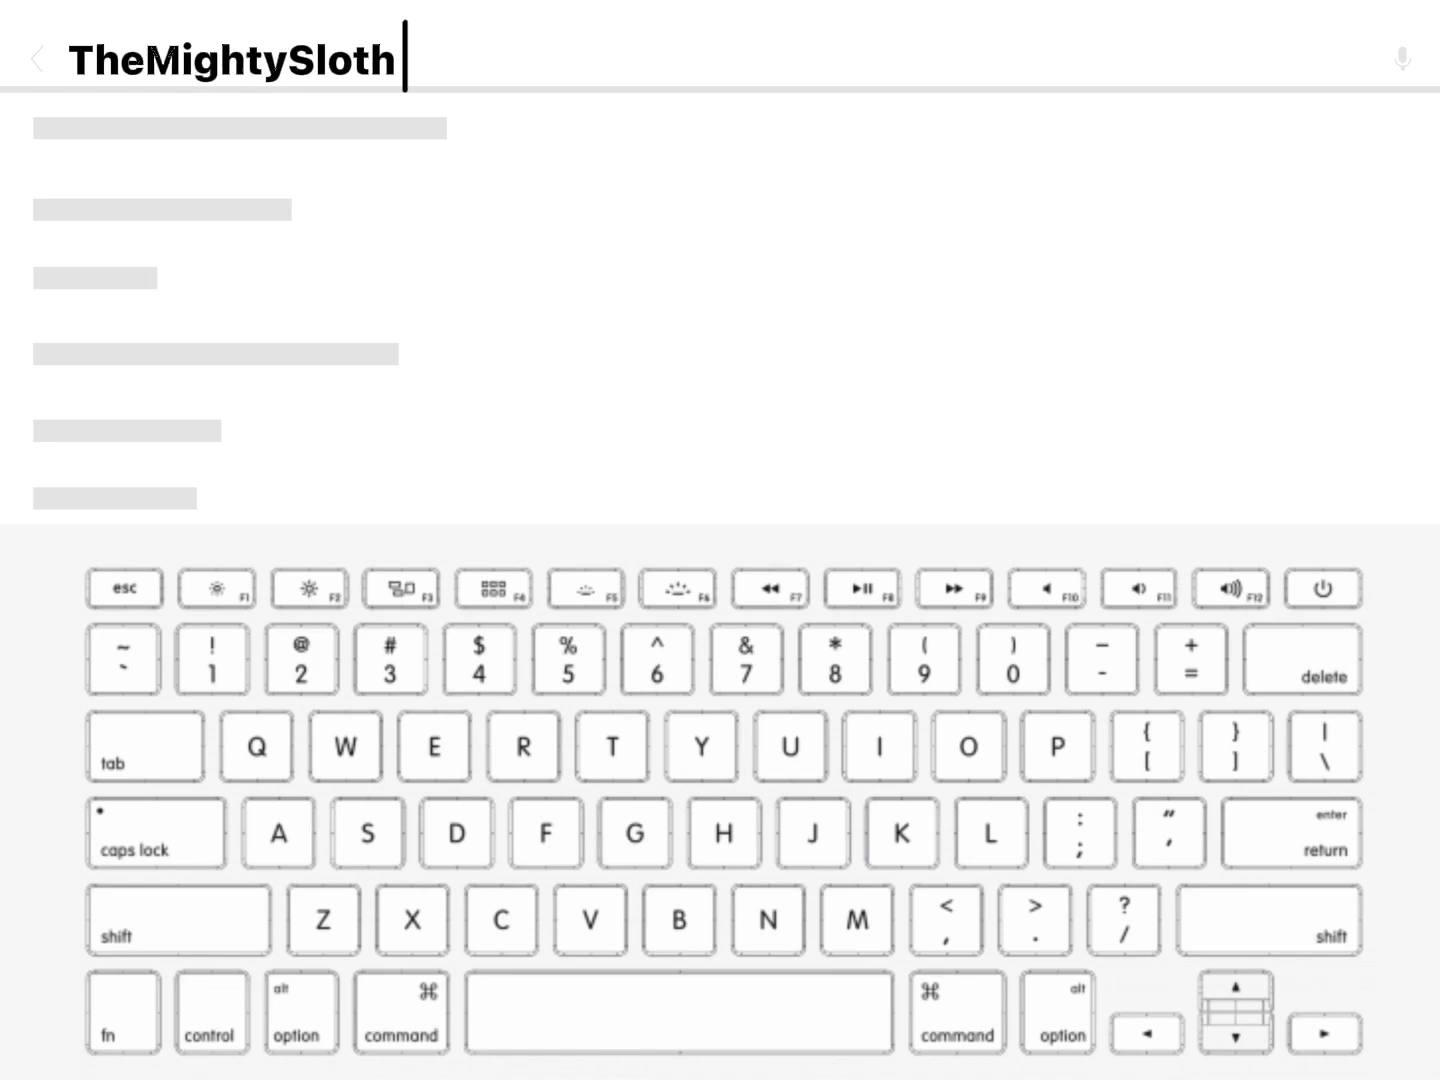 TheMightySloth
esc F1 F2 F3 F4 F5 F6 F7 F8 F9 F10 F11 F12
~ ! @ # $ % ^ & * ( ) — +
` 1 2 3 4 5 6 7 8 9 0 - = delete
tab Q W E R T Y U I O P { [ } ] | \
caps lock A S D F G H J K L : ; " ' enter return
shift Z X C V B N M < , > . ? / shift
fn control alt option ⌘ command ⌘ command alt option